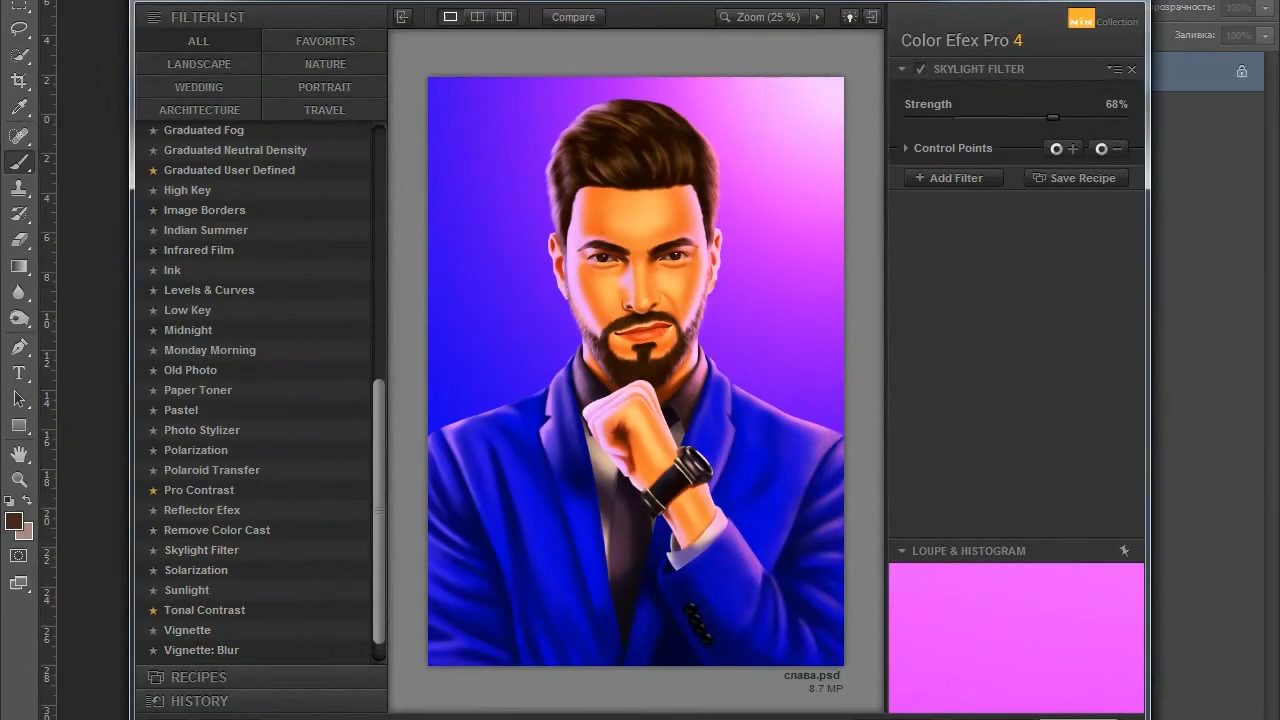 FILTERLIST
ALL FAVORITES
LANDSCAPE NATURE
WEDDING PORTRAIT
ARCHITECTURE TRAVEL
Graduated Fog
Graduated Neutral Density
Graduated User Defined
High Key
Image Borders
Indian Summer
Infrared Film
Ink
Levels & Curves
Low Key
Midnight
Monday Morning
Old Photo
Paper Toner
Pastel
Photo Stylizer
Polarization
Polaroid Transfer
Pro Contrast
Reflector Efex
Remove Color Cast
Skylight Filter
Solarization
Sunlight
Tonal Contrast
Vignette
Vignette: Blur
RECIPES
HISTORY
Compare
Zoom (25 %)
слава.psd
8.7 MP
Nik Collection
Color Efex Pro 4
SKYLIGHT FILTER
Strength 68%
Control Points
Add Filter Save Recipe
LOUPE & HISTOGRAM
100%
Заливка: 100%